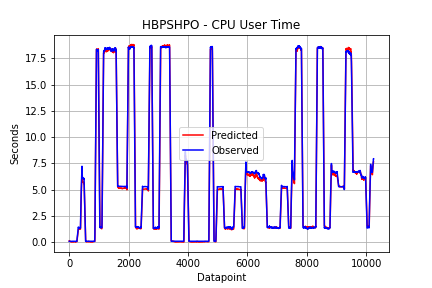 HBPSHPO - CPU User Time
Seconds
17.5
15.0
12.5
10.0
7.5
5.0
2.5
0.0
Predicted
Observed
0 2000 4000 6000 8000 10000
Datapoint